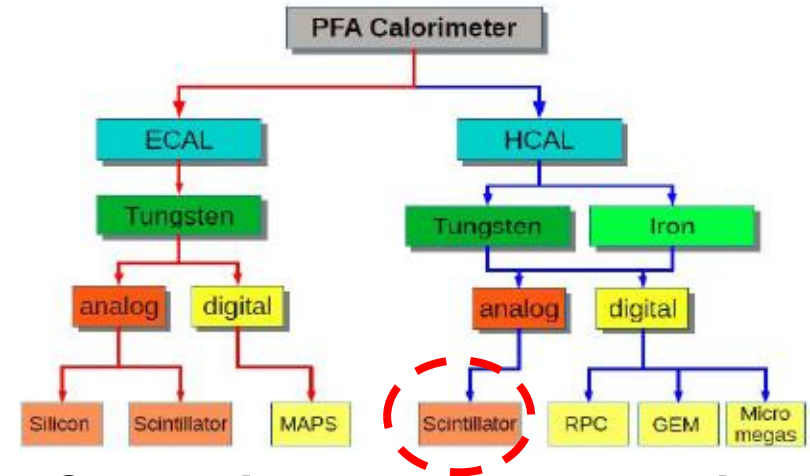 PFA Calorimeter
ECAL
HCAL
Tungsten
Tungsten
Iron
analog
digital
analog
digital
Silicon
Scintillator
MAPS
Scintillator
RPC
GEM
Micro
megas